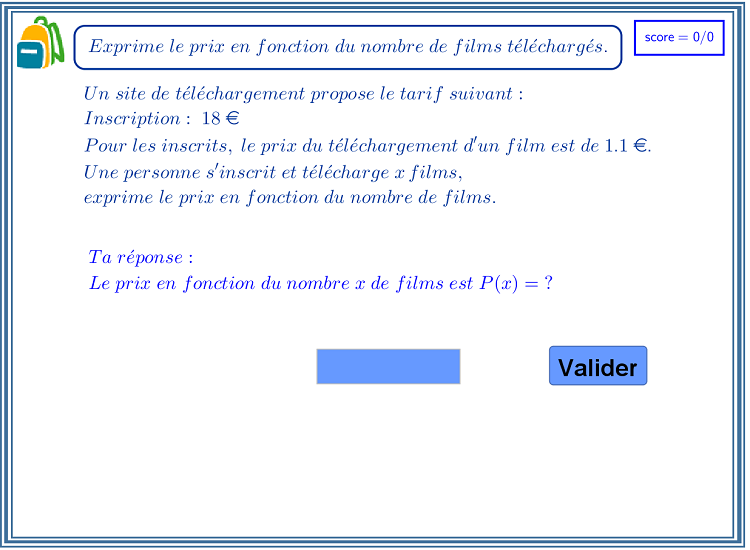 Exprime le prix en fonction du nombre de films téléchargés.
score = 0/0
Un site de téléchargement propose le tarif suivant :
Inscription : 18 €
Pour les inscrits, le prix du téléchargement d'un film est de 1.1 €.
Une personne s'inscrit et télécharge x films,
exprime le prix en fonction du nombre de films.
Ta réponse :
Le prix en fonction du nombre x de films est P(x) = ?
Valider